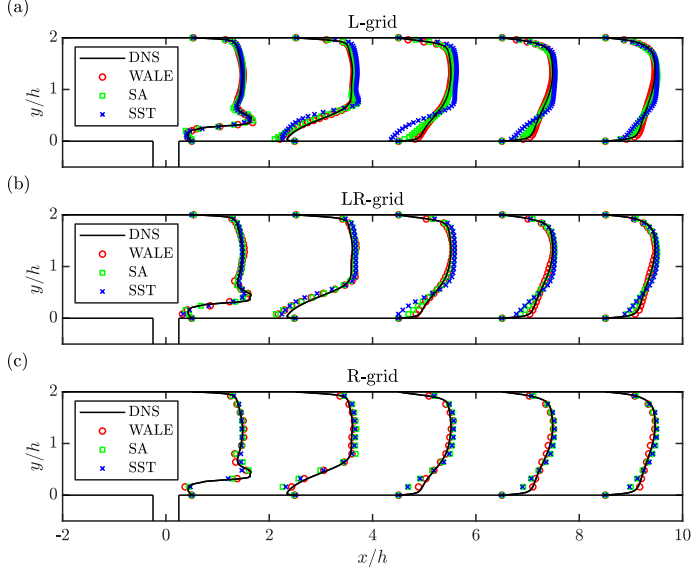 (a)
L-grid
2
1
0
y/h
DNS
WALE
SA
SST
(b)
LR-grid
2
1
0
y/h
DNS
WALE
SA
SST
(c)
R-grid
2
1
0
y/h
DNS
WALE
SA
SST
-2 0 2 4 6 8 10
x/h